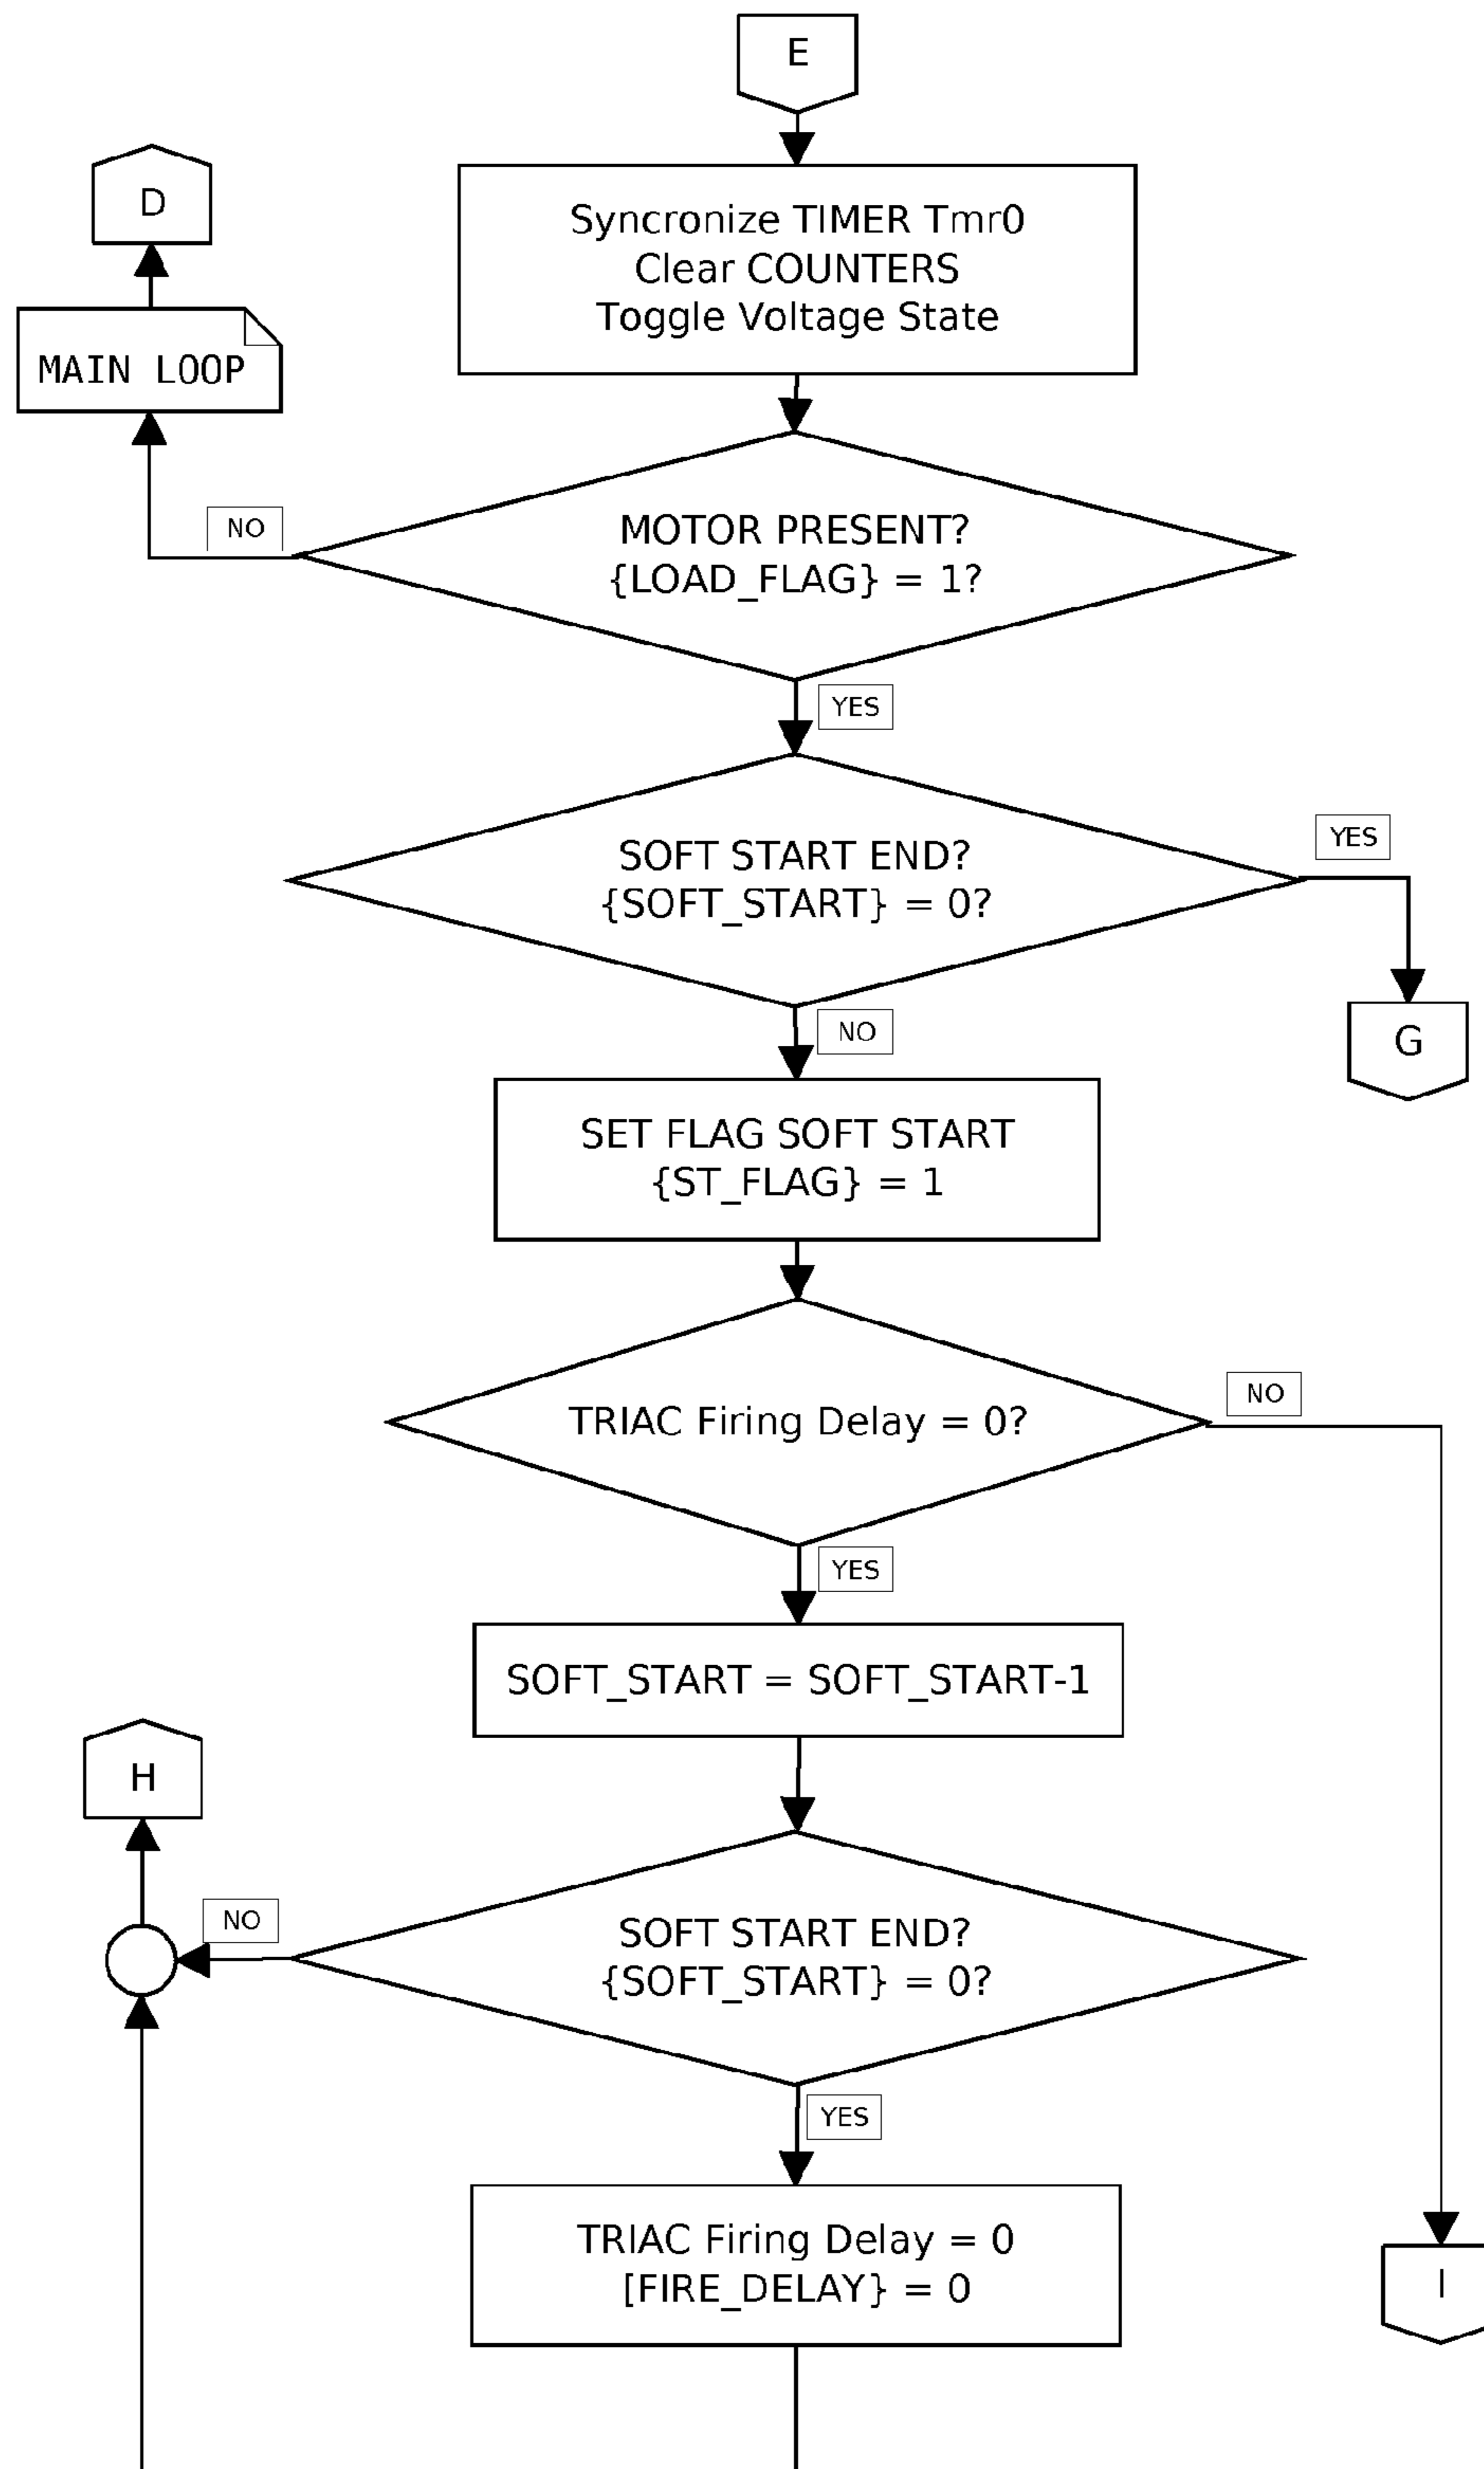 E
D
Syncronize TIMER Tmr0
Clear COUNTERS
Toggle Voltage State
MAIN LOOP
NO
MOTOR PRESENT?
{LOAD_FLAG} = 1?
YES
SOFT START END?
{SOFT_START} = 0?
YES
NO
G
SET FLAG SOFT START
{ST_FLAG} = 1
TRIAC Firing Delay = 0?
NO
YES
SOFT_START = SOFT_START-1
H
NO
SOFT START END?
{SOFT_START} = 0?
YES
TRIAC Firing Delay = 0
[FIRE_DELAY} = 0
I